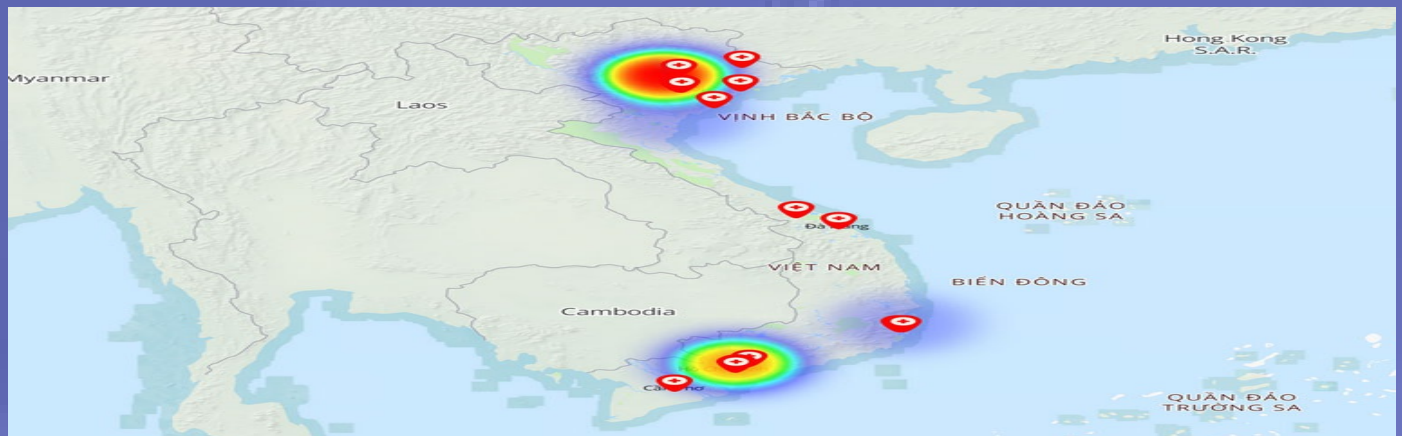 Hong Kong
S.A.R.
Myanmar
Laos
VỊNH BẮC BỘ
QUẦN ĐẢO
HOÀNG SA
VIỆT NAM
BIỂN ĐÔNG
Cambodia
QUẦN ĐẢO
TRƯỜNG SA